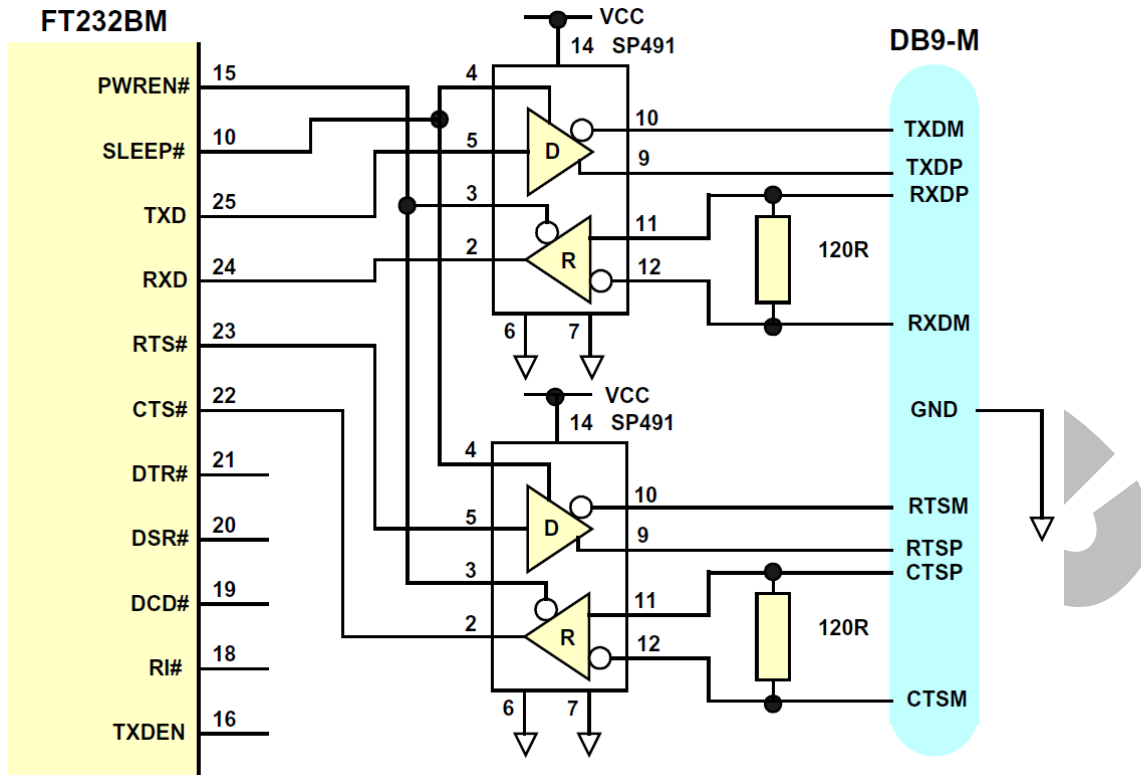 FT232BM
VCC
14 SP491
DB9-M
PWREN# 15
SLEEP# 10
TXD 25
RXD 24
RTS# 23
CTS# 22
DTR# 21
DSR# 20
DCD# 19
RI# 18
TXDEN 16
4
5
3
2
D
R
10
9
11
12
6
7
120R
TXDM
TXDP
RXDP
RXDM
GND
VCC
14 SP491
4
5
3
2
D
R
10
9
11
12
6
7
120R
RTSM
RTSP
CTSP
CTSM